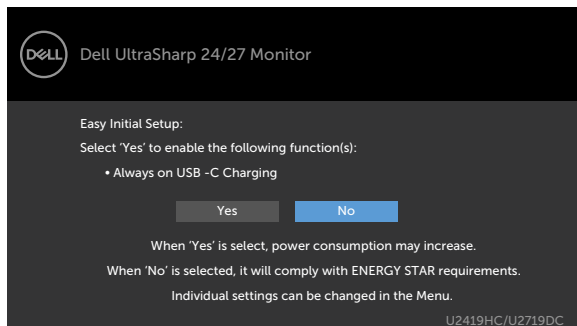 DELL
Dell UltraSharp 24/27 Monitor
Easy Initial Setup:
Select ‘Yes’ to enable the following function(s):
• Always on USB -C Charging
Yes No
When ‘Yes’ is select, power consumption may increase.
When ‘No’ is selected, it will comply with ENERGY STAR requirements.
Individual settings can be changed in the Menu.
U2419HC/U2719DC